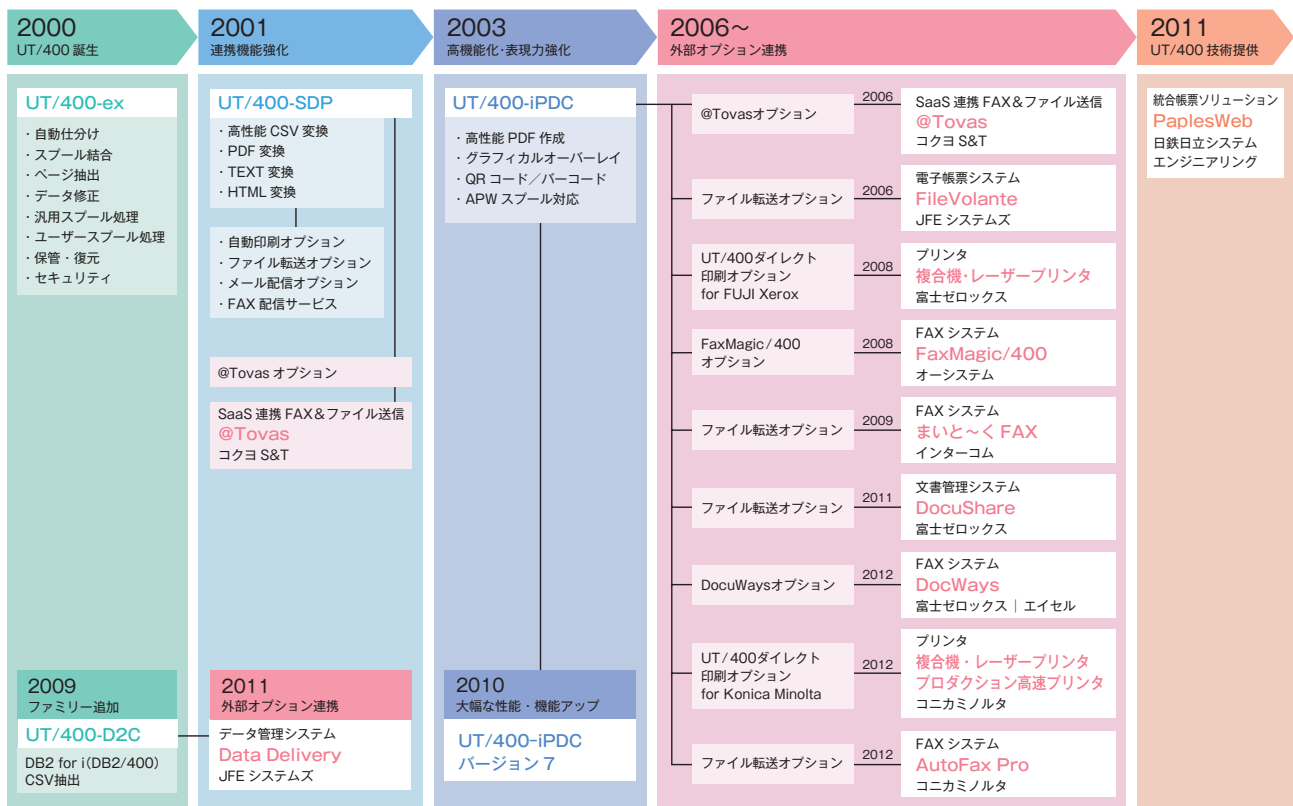 2000
UT/400 誕生
2001
連携機能強化
2003
高機能化・表現力強化
2006〜
外部オプション連携
2011
UT/400 技術提供
UT/400-ex
・自動仕分け
・スプール結合
・ページ抽出
・データ修正
・汎用スプール処理
・ユーザースプール処理
・保管・復元
・セキュリティ
2009
ファミリー追加
UT/400-D2C
DB2 for i(DB2/400)
CSV抽出
UT/400-SDP
・高性能 CSV 変換
・PDF 変換
・TEXT 変換
・HTML 変換
・自動印刷オプション
・ファイル転送オプション
・メール配信オプション
・FAX 配信サービス
@Tovas オプション
SaaS 連携 FAX＆ファイル送信
@Tovas
コクヨ S&T
2011
外部オプション連携
データ管理システム
Data Delivery
JFE システムズ
UT/400-iPDC
・高性能 PDF 作成
・グラフィカルオーバーレイ
・QR コード／バーコード
・APW スプール対応
2010
大幅な性能・機能アップ
UT/400-iPDC
バージョン 7
@Tovasオプション
2006
SaaS 連携 FAX＆ファイル送信
@Tovas
コクヨ S&T
ファイル転送オプション
2006
電子帳票システム
FileVolante
JFE システムズ
UT/400ダイレクト
印刷オプション
for FUJI Xerox
2008
プリンタ
複合機・レーザープリンタ
富士ゼロックス
FaxMagic/400
オプション
2008
FAX システム
FaxMagic/400
オーシステム
ファイル転送オプション
2009
FAX システム
まいと〜く FAX
インターコム
ファイル転送オプション
2011
文書管理システム
DocuShare
富士ゼロックス
DocuWaysオプション
2012
FAX システム
DocWays
富士ゼロックス｜エイセル
UT/400ダイレクト
印刷オプション
for Konica Minolta
2012
プリンタ
複合機・レーザープリンタ
プロダクション高速プリンタ
コニカミノルタ
ファイル転送オプション
2012
FAX システム
AutoFax Pro
コニカミノルタ
統合帳票ソリューション
PaplesWeb
日鉄日立システム
エンジニアリング